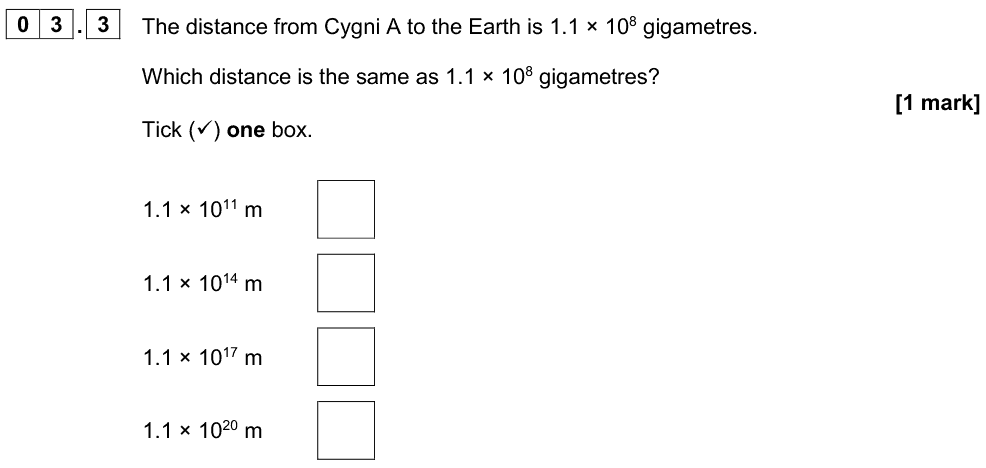 0 3 . 3 The distance from Cygni A to the Earth is 1.1 × 10⁸ gigametres.
Which distance is the same as 1.1 × 10⁸ gigametres?
[1 mark]
Tick (✓) one box.
1.1 × 10¹¹ m
1.1 × 10¹⁴ m
1.1 × 10¹⁷ m
1.1 × 10²⁰ m